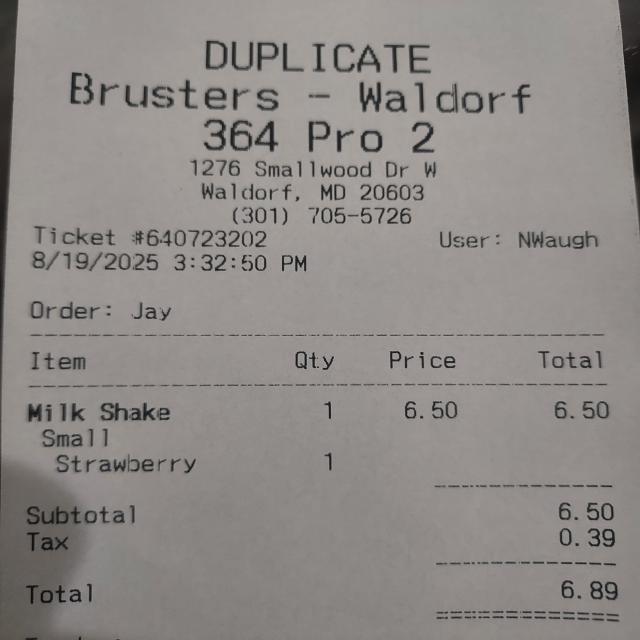 DUPLICATE
Brusters - Waldorf
364 Pro 2
1276 Smallwood Dr W
Waldorf, MD 20603
(301) 705-5726
Ticket #640723202 User: NWaugh
8/19/2025 3:32:50 PM
Order: Jay
Item Qty Price Total
Milk Shake 1 6.50 6.50
Small
Strawberry 1
Subtotal 6.50
Tax 0.39
Total 6.89